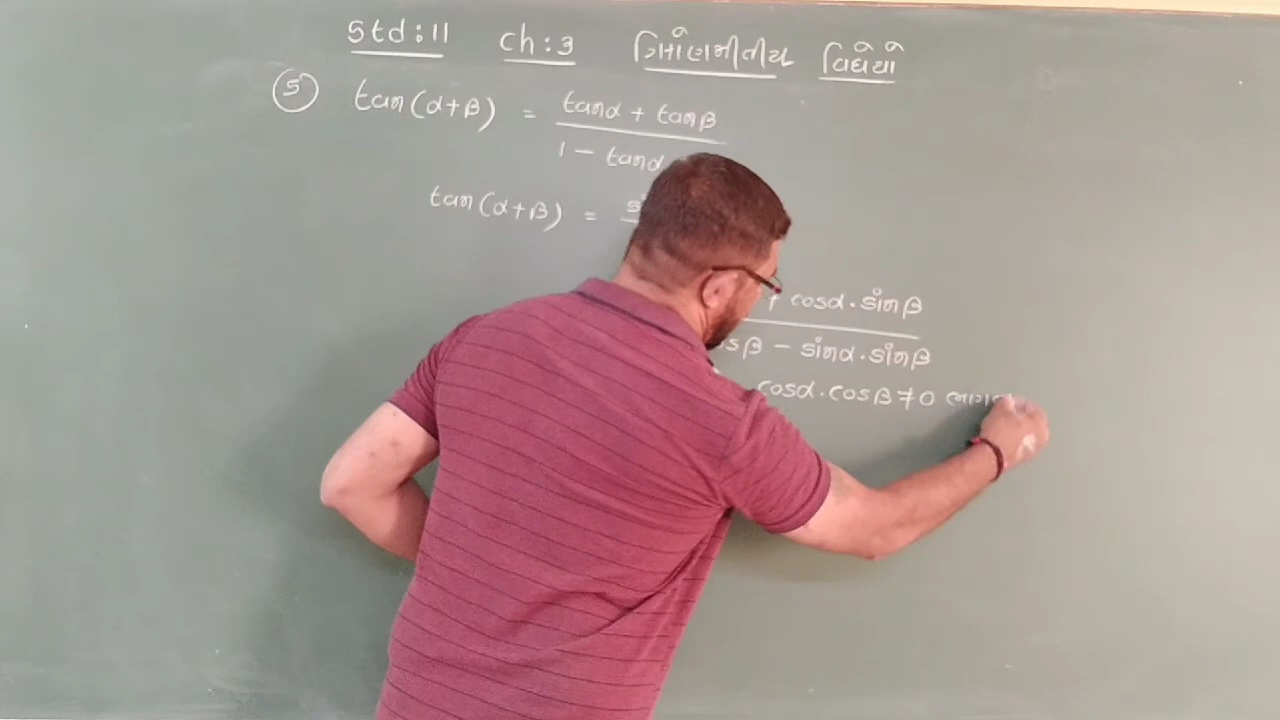 Std:11 ch:3 ત્રિકોણમીતીય વિધેયો
5 tan(α+β) = tanα + tanβ
1 - tanα
tan(α+β) =
+ cosα.sinβ
sβ - sinα.sinβ
cosα.cosβ≠0